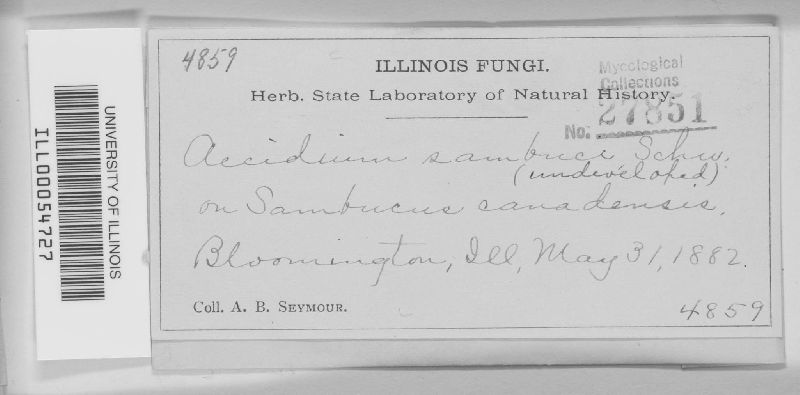 4859
ILLINOIS FUNGI.
Mycological
Collections
Herb. State Laboratory of Natural History.
No. 27851
Aecidium sambuci Schw.
(undeveloped)
on Sambucus canadensis.
Bloomington, Ill, May 31, 1882.
Coll. A. B. SEYMOUR.
4859
UNIVERSITY OF ILLINOIS
ILL00054727